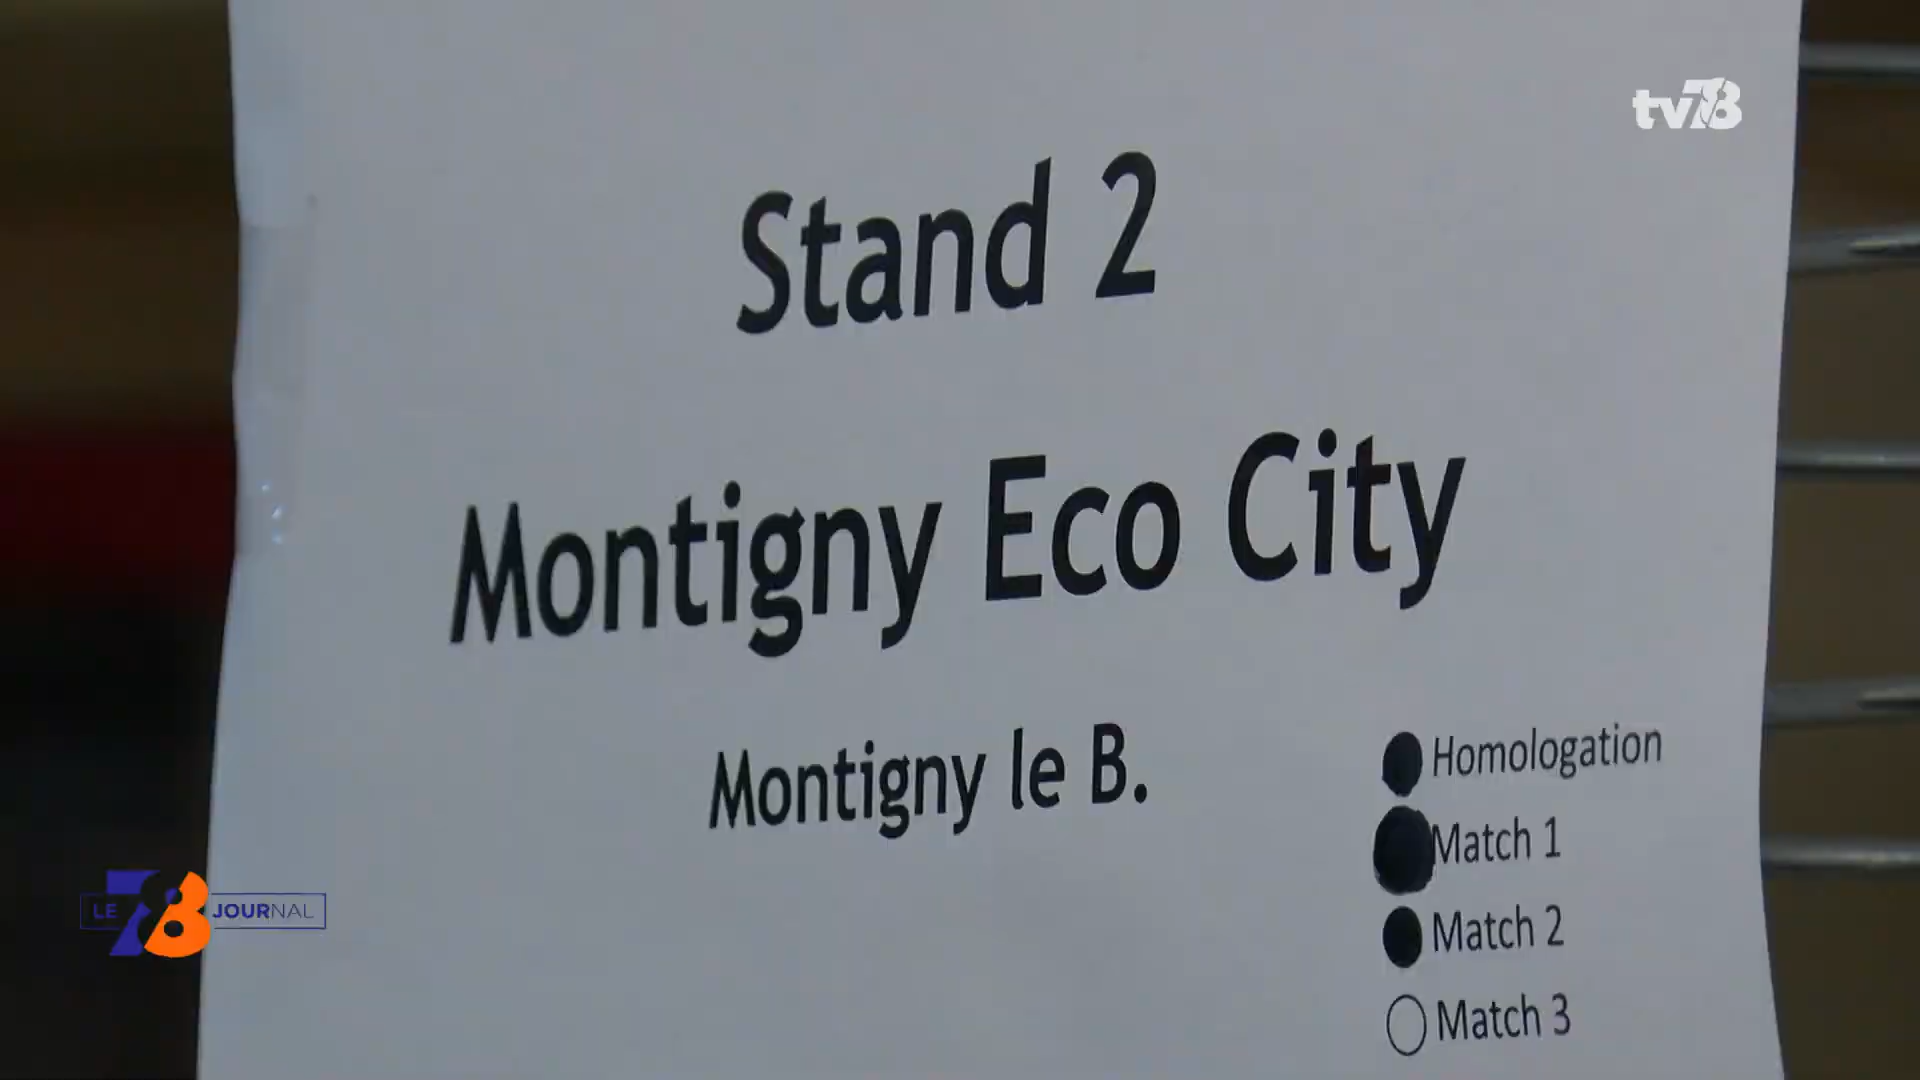 tv78
Stand 2
Montigny Eco City
Montigny le B.
Homologation
Match 1
Match 2
Match 3
LE 78 JOURNAL